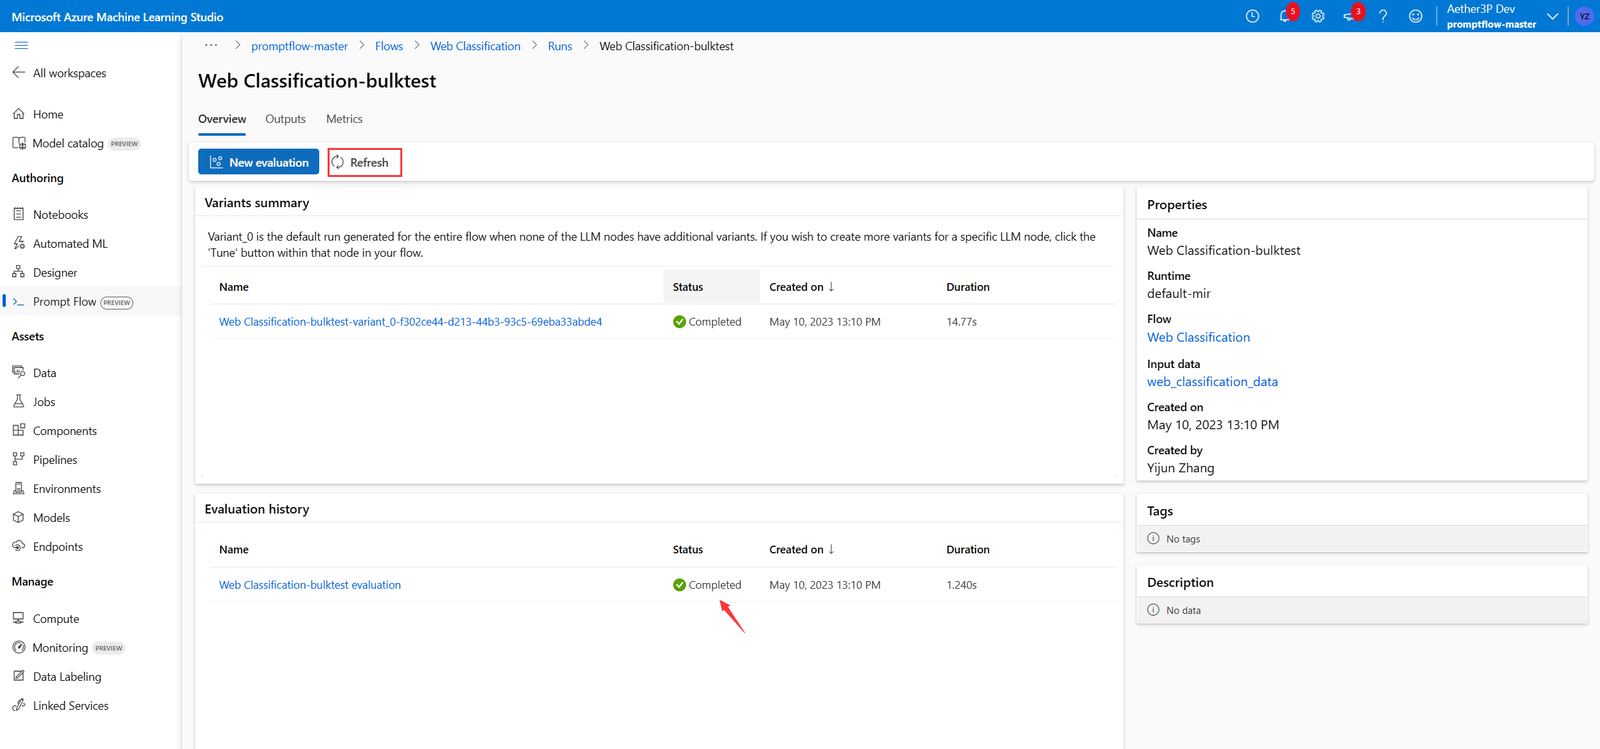 Microsoft Azure Machine Learning Studio
5
3
?
Aether3P Dev
promptflow-master
YZ
All workspaces
Home
Model catalog PREVIEW
Authoring
Notebooks
Automated ML
Designer
Prompt Flow PREVIEW
Assets
Data
Jobs
Components
Pipelines
Environments
Models
Endpoints
Manage
Compute
Monitoring PREVIEW
Data Labeling
Linked Services
... > promptflow-master > Flows > Web Classification > Runs > Web Classification-bulktest
Web Classification-bulktest
Overview Outputs Metrics
New evaluation Refresh
Variants summary
Variant_0 is the default run generated for the entire flow when none of the LLM nodes have additional variants. If you wish to create more variants for a specific LLM node, click the
'Tune' button within that node in your flow.
Name Status Created on ↓ Duration
Web Classification-bulktest-variant_0-f302ce44-d213-44b3-93c5-69eba33abde4 Completed May 10, 2023 13:10 PM 14.77s
Evaluation history
Name Status Created on ↓ Duration
Web Classification-bulktest evaluation Completed May 10, 2023 13:10 PM 1.240s
Properties
Name
Web Classification-bulktest
Runtime
default-mir
Flow
Web Classification
Input data
web_classification_data
Created on
May 10, 2023 13:10 PM
Created by
Yijun Zhang
Tags
No tags
Description
No data